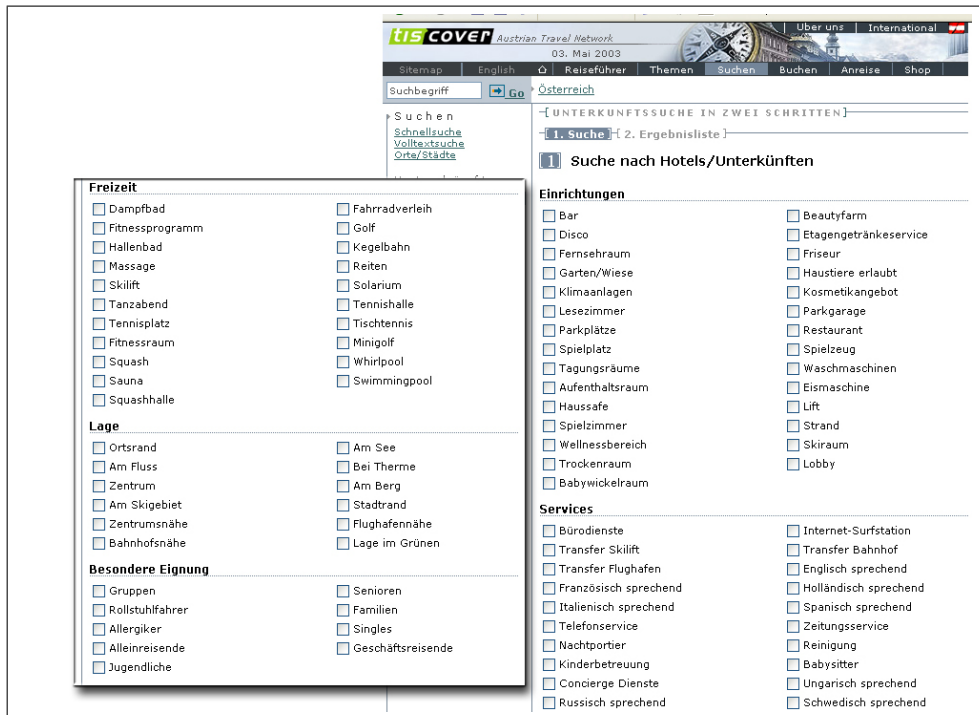 tiscover Austrian Travel Network
Über uns | International
03. Mai 2003
Sitemap | English | Reiseführer | Themen | Suchen | Buchen | Anreise | Shop
Suchbegriff Go
Österreich
Suchen
Schnellsuche
Volltextsuche
Orte/Städte
[UNTERKUNFTSSUCHE IN ZWEI SCHRITTEN]
[1. Suche] [2. Ergebnisliste]
1 Suche nach Hotels/Unterkünften
Freizeit
Dampfbad Fahrradverleih
Fitnessprogramm Golf
Hallenbad Kegelbahn
Massage Reiten
Skilift Solarium
Tanzabend Tennishalle
Tennisplatz Tischtennis
Fitnessraum Minigolf
Squash Whirlpool
Sauna Swimmingpool
Squashhalle
Lage
Ortsrand Am See
Am Fluss Bei Therme
Zentrum Am Berg
Am Skigebiet Stadtrand
Zentrumsnähe Flughafennähe
Bahnhofsnähe Lage im Grünen
Besondere Eignung
Gruppen Senioren
Rollstuhlfahrer Familien
Allergiker Singles
Alleinreisende Geschäftsreisende
Jugendliche
Einrichtungen
Bar Beautyfarm
Disco Etagengetränkeservice
Fernsehraum Friseur
Garten/Wiese Haustiere erlaubt
Klimaanlagen Kosmetikangebot
Lesezimmer Parkgarage
Parkplätze Restaurant
Spielplatz Spielzeug
Tagungsräume Waschmaschinen
Aufenthaltsraum Eismaschine
Haussafe Lift
Spielzimmer Strand
Wellnessbereich Skiraum
Trockenraum Lobby
Babywickelraum
Services
Bürodienste Internet-Surfstation
Transfer Skilift Transfer Bahnhof
Transfer Flughafen Englisch sprechend
Französisch sprechend Holländisch sprechend
Italienisch sprechend Spanisch sprechend
Telefonservice Zeitungsservice
Nachtportier Reinigung
Kinderbetreuung Babysitter
Concierge Dienste Ungarisch sprechend
Russisch sprechend Schwedisch sprechend